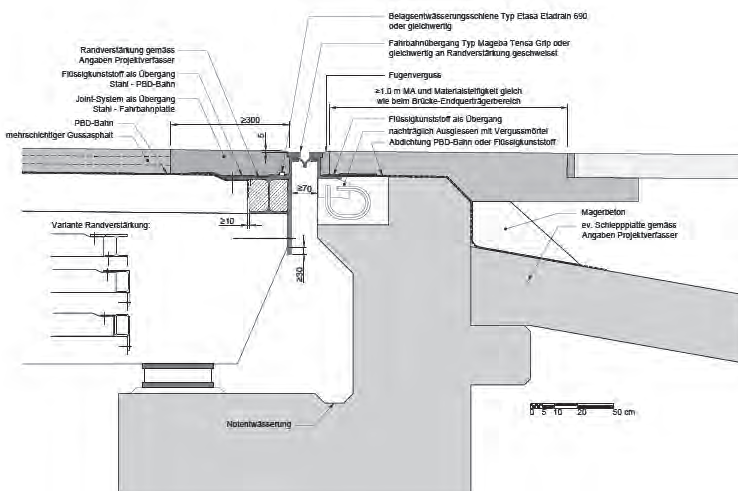 Belagsentwässerungsschiene Typ Etasa Etadrain 690
oder gleichwertig
Randverstärkung gemäss
Angaben Projektverfasser
Fahrbahnübergang Typ Mageba Tensa Grip oder
gleichwertig an Randverstärkung geschweisst
Flüssigkunststoff als Übergang
Stahl - PBD-Bahn
Fugenverguss
≥1.0 m MA und Materialsteifigkeit gleich
wie beim Brücke-Endquerträgerbereich
Joint-System als Übergang
Stahl - Fahrbahnplatte
PBD-Bahn
mehrschichtiger Gussasphalt
≥300
5
Flüssigkunststoff als Übergang
nachträglich Ausgiessen mit Vergussmörtel
Abdichtung PBD-Bahn oder Flüssigkunststoff
≥70
≥10
Variante Randverstärkung:
≥30
Magerbeton
ev. Schleppplatte gemäss
Angaben Projektverfasser
Notentwässerung
0 5 10 20 50 cm